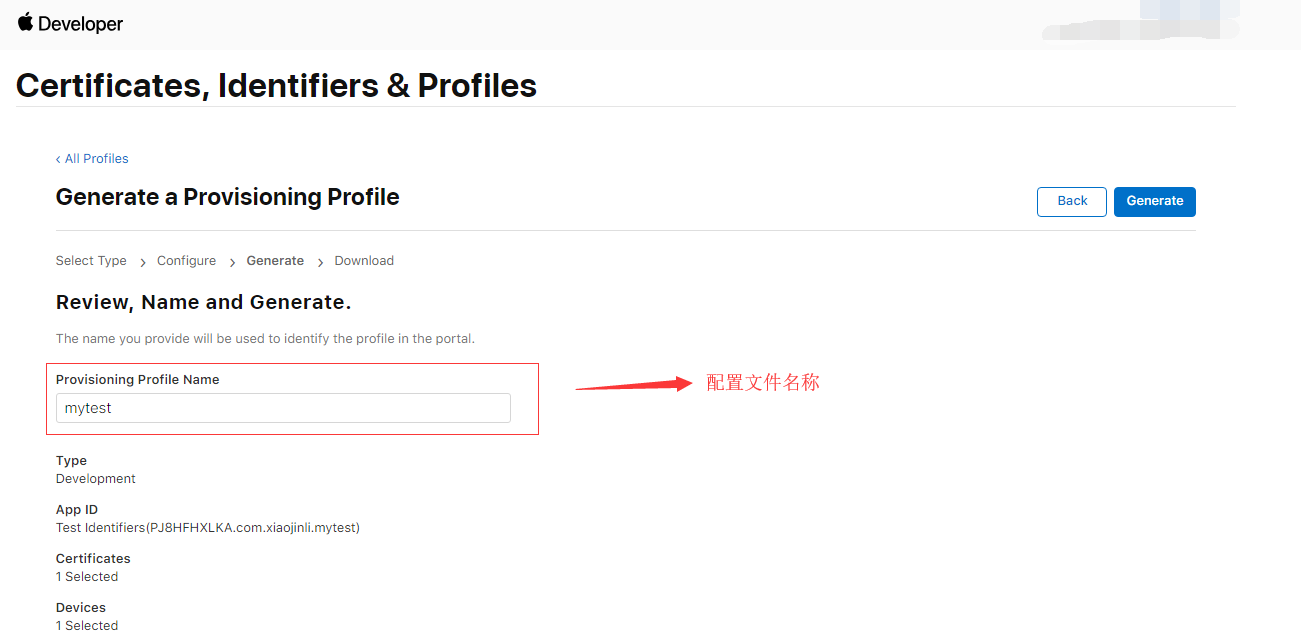 Developer
Certificates, Identifiers & Profiles
‹ All Profiles
Generate a Provisioning Profile
Back
Generate
Select Type › Configure › Generate › Download
Review, Name and Generate.
The name you provide will be used to identify the profile in the portal.
Provisioning Profile Name
mytest
配置文件名称
Type
Development
App ID
Test Identifiers(PJ8HFHXLKA.com.xiaojinli.mytest)
Certificates
1 Selected
Devices
1 Selected